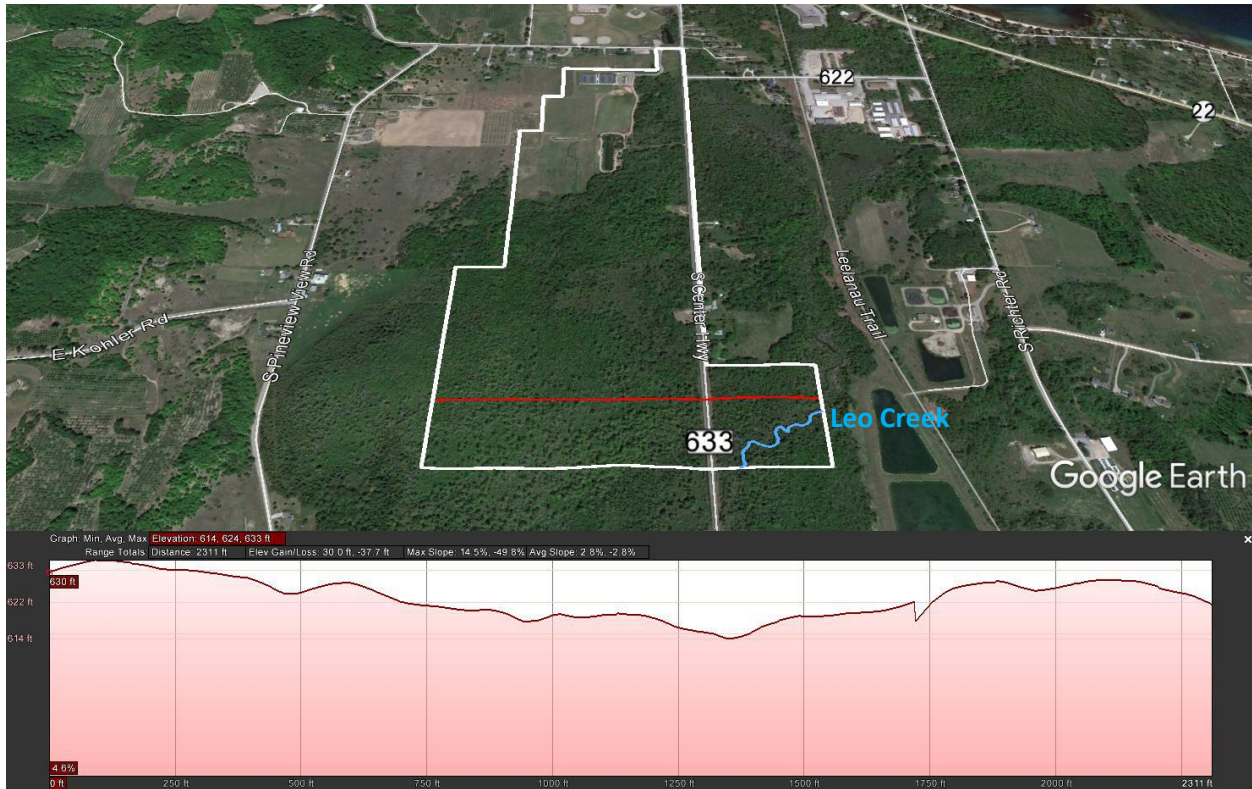 622
22
S Pineview View Rd
E Kohler Rd
S Center Hwy
Leelanau-Trail
S Richter Rd
633
Leo Creek
Google Earth
Graph: Min, Avg, Max Elevation: 614, 624, 633 ft
Range Totals: Distance: 2311 ft Elev Gain/Loss: 30.0 ft, -37.7 ft Max Slope: 14.5%, -49.8% Avg Slope: 2.8%, -2.8%
633 ft
630 ft
622 ft
614 ft
4.6%
0 ft 250 ft 500 ft 750 ft 1000 ft 1250 ft 1500 ft 1750 ft 2000 ft 2311 ft